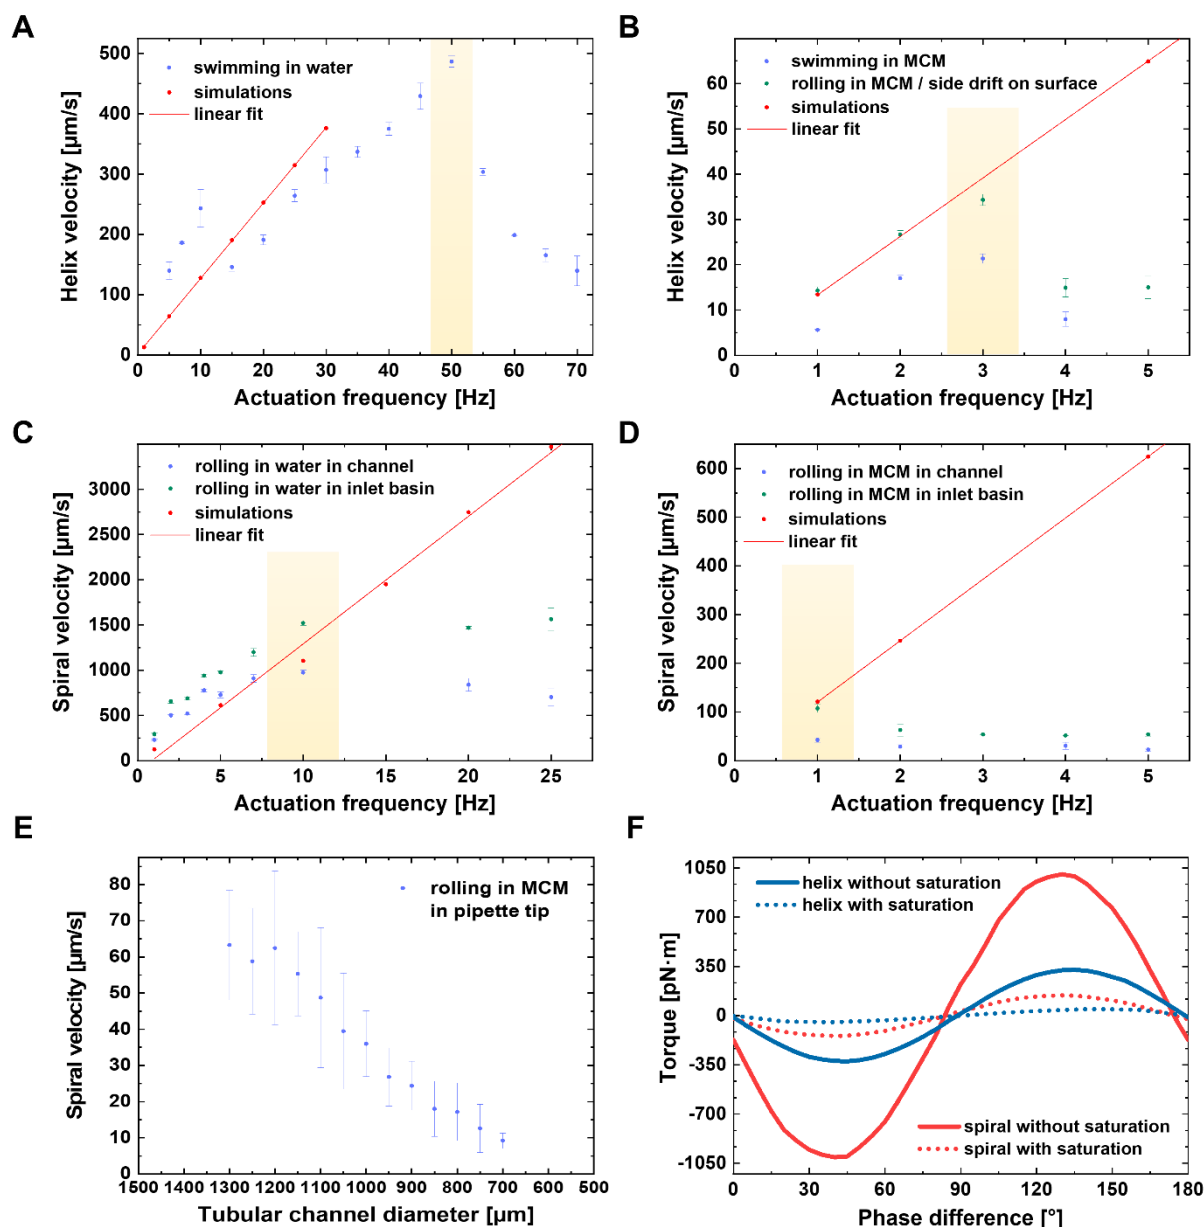 A
Helix velocity [µm/s]
500
400
300
200
100
0
swimming in water
simulations
linear fit
0 10 20 30 40 50 60 70
Actuation frequency [Hz]
B
Helix velocity [µm/s]
60
50
40
30
20
10
0
swimming in MCM
rolling in MCM / side drift on surface
simulations
linear fit
0 1 2 3 4 5
Actuation frequency [Hz]
C
Spiral velocity [µm/s]
3000
2500
2000
1500
1000
500
0
rolling in water in channel
rolling in water in inlet basin
simulations
linear fit
0 5 10 15 20 25
Actuation frequency [Hz]
D
Spiral velocity [µm/s]
600
500
400
300
200
100
0
rolling in MCM in channel
rolling in MCM in inlet basin
simulations
linear fit
0 1 2 3 4 5
Actuation frequency [Hz]
E
Spiral velocity [µm/s]
80
70
60
50
40
30
20
10
0
rolling in MCM
in pipette tip
1500 1400 1300 1200 1100 1000 900 800 700 600 500
Tubular channel diameter [µm]
F
Torque [pN·m]
1050
700
350
0
-350
-700
-1050
helix without saturation
helix with saturation
spiral without saturation
spiral with saturation
0 30 60 90 120 150 180
Phase difference [°]